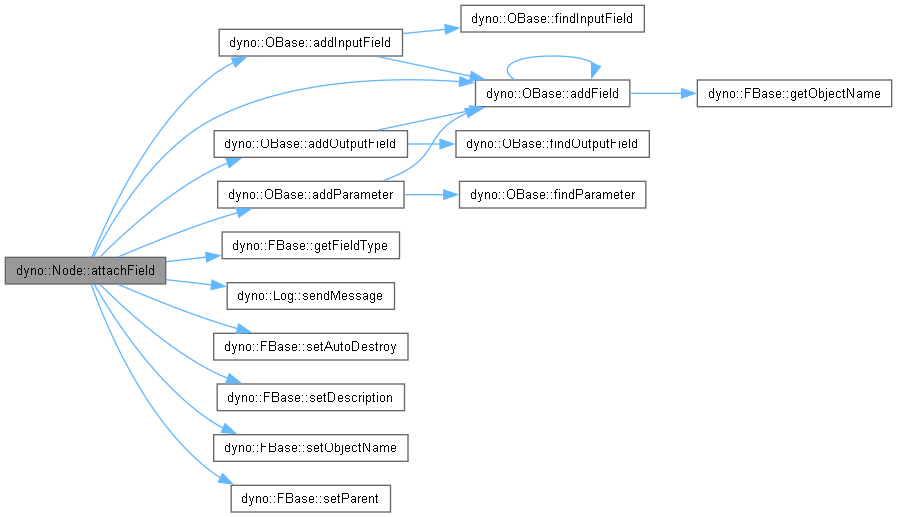 dyno::OBase::findInputField
dyno::OBase::addInputField
dyno::OBase::addField
dyno::FBase::getObjectName
dyno::OBase::addOutputField
dyno::OBase::findOutputField
dyno::OBase::addParameter
dyno::OBase::findParameter
dyno::FBase::getFieldType
dyno::Node::attachField
dyno::Log::sendMessage
dyno::FBase::setAutoDestroy
dyno::FBase::setDescription
dyno::FBase::setObjectName
dyno::FBase::setParent